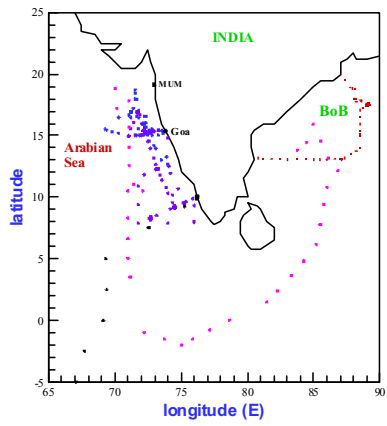 25
20
15
10
5
0
-5
latitude
INDIA
MUM
BoB
Goa
Arabian
Sea
65 70 75 80 85 90
longitude (E)